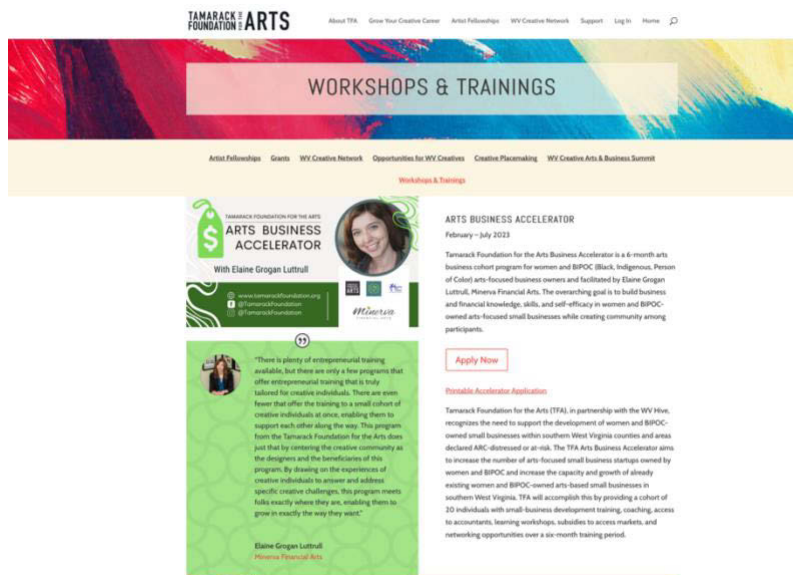 TAMARACK FOUNDATION FOR THE ARTS
About TFA Grow Your Creative Career Artist Fellowships WV Creative Network Support Log In Home
WORKSHOPS & TRAININGS
Artist Fellowships Grants WV Creative Network Opportunities for WV Creatives Creative Placemaking WV Creative Arts & Business Summit
Workshops & Trainings
TAMARACK FOUNDATION FOR THE ARTS
ARTS BUSINESS
ACCELERATOR
With Elaine Grogan Luttrull
www.tamarackfoundation.org
@TamarackFoundation
@TamarackFoundation
Minerva
FINANCIAL ARTS
"There is plenty of entrepreneurial training
available, but there are only a few programs that
offer entrepreneurial training that is truly
tailored for creative individuals. There are even
fewer that offer the training to a small cohort of
creative individuals at once, enabling them to
support each other along the way. This program
from the Tamarack Foundation for the Arts does
just that by centering the creative community as
the designers and the beneficiaries of this
program. By drawing on the experiences of
creative individuals to answer and address
specific creative challenges, this program meets
folks exactly where they are, enabling them to
grow in exactly the way they want."
Elaine Grogan Luttrull
Minerva Financial Arts
ARTS BUSINESS ACCELERATOR
February – July 2023
Tamarack Foundation for the Arts Business Accelerator is a 6-month arts
business cohort program for women and BIPOC (Black, Indigenous, Person
of Color) arts-focused business owners and facilitated by Elaine Grogan
Luttrull, Minerva Financial Arts. The overarching goal is to build business
and financial knowledge, skills, and self-efficacy in women and BIPOC-
owned arts-focused small businesses while creating community among
participants.
Apply Now
Printable Accelerator Application
Tamarack Foundation for the Arts (TFA), in partnership with the WV Hive,
recognizes the need to support the development of women and BIPOC-
owned small businesses within southern West Virginia counties and areas
declared ARC-distressed or at-risk. The TFA Arts Business Accelerator aims
to increase the number of arts-focused small business startups owned by
women and BIPOC and increase the capacity and growth of already
existing women and BIPOC-owned arts-based small businesses in
southern West Virginia. TFA will accomplish this by providing a cohort of
20 individuals with small-business development training, coaching, access
to accountants, learning workshops, subsidies to access markets, and
networking opportunities over a six-month training period.